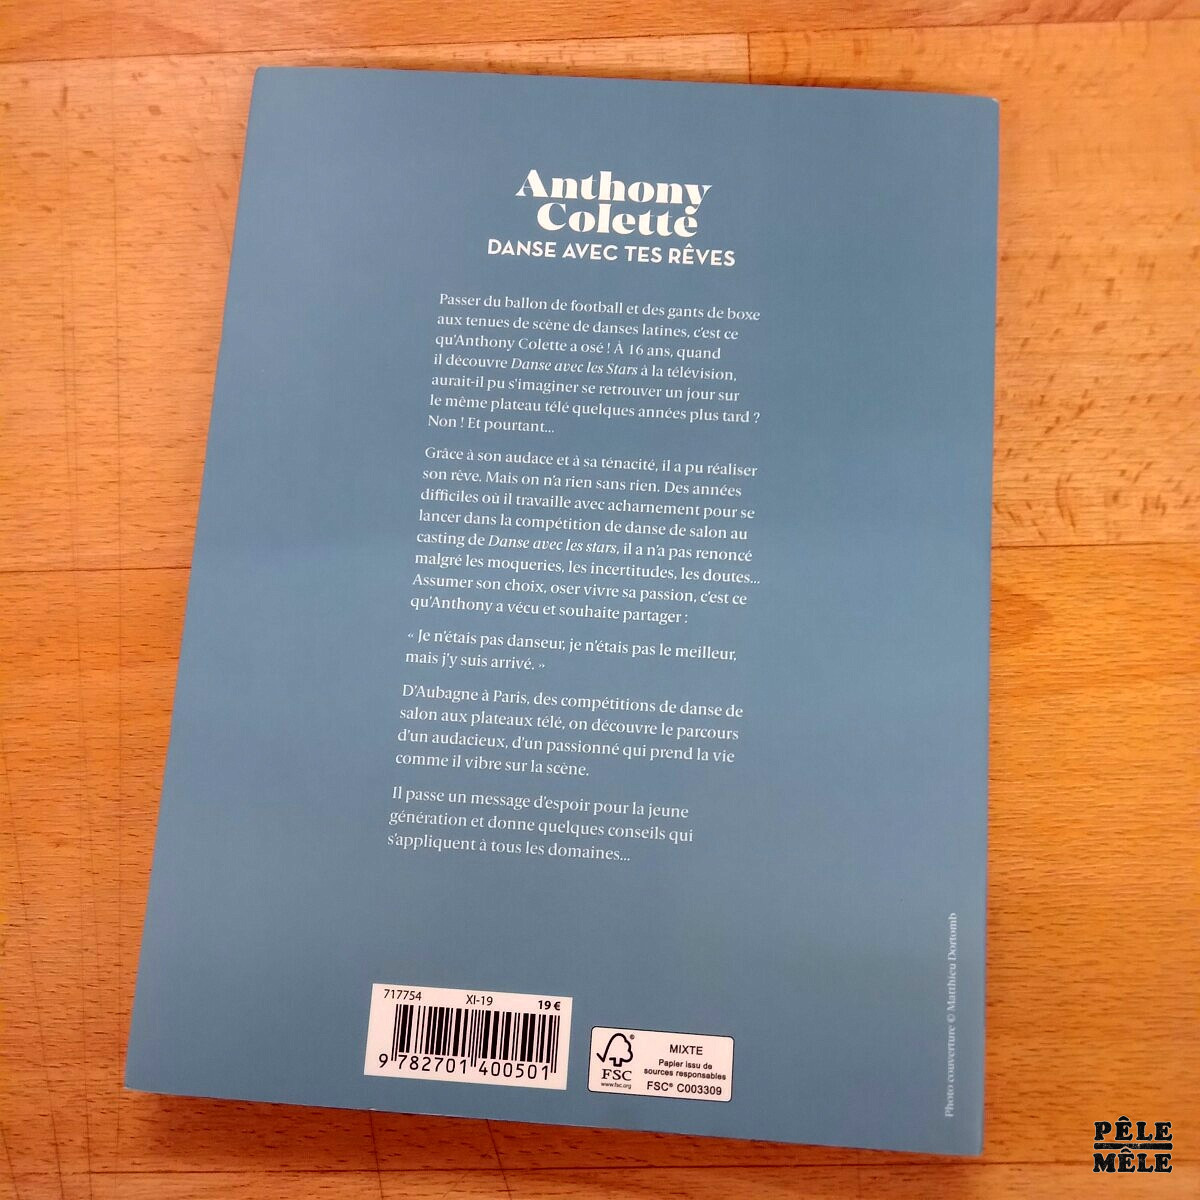 Anthony
Colette
DANSE AVEC TES RÊVES
Passer du ballon de football et des gants de boxe
aux tenues de scène de danses latines, c'est ce
qu'Anthony Colette a osé ! À 16 ans, quand
il découvre Danse avec les Stars à la télévision,
aurait-il pu s'imaginer se retrouver un jour sur
le même plateau télé quelques années plus tard ?
Non ! Et pourtant...
Grâce à son audace et à sa ténacité, il a pu réaliser
son rêve. Mais on n'a rien sans rien. Des années
difficiles où il travaille avec acharnement pour se
lancer dans la compétition de danse de salon au
casting de Danse avec les stars, il a n'a pas renoncé
malgré les moqueries, les incertitudes, les doutes...
Assumer son choix, oser vivre sa passion, c'est ce
qu'Anthony a vécu et souhaite partager :
« Je n'étais pas danseur, je n'étais pas le meilleur,
mais j'y suis arrivé. »
D'Aubagne à Paris, des compétitions de danse de
salon aux plateaux télé, on découvre le parcours
d'un audacieux, d'un passionné qui prend la vie
comme il vibre sur la scène.
Il passe un message d'espoir pour la jeune
génération et donne quelques conseils qui
s'appliquent à tous les domaines...
Photo couverture © Matthieu Dortomb
717754 XI-19 19 €
9 782701 400501
FSC
www.fsc.org
MIXTE
Papier issu de
sources responsables
FSC® C003309
PÊLE
MÊLE